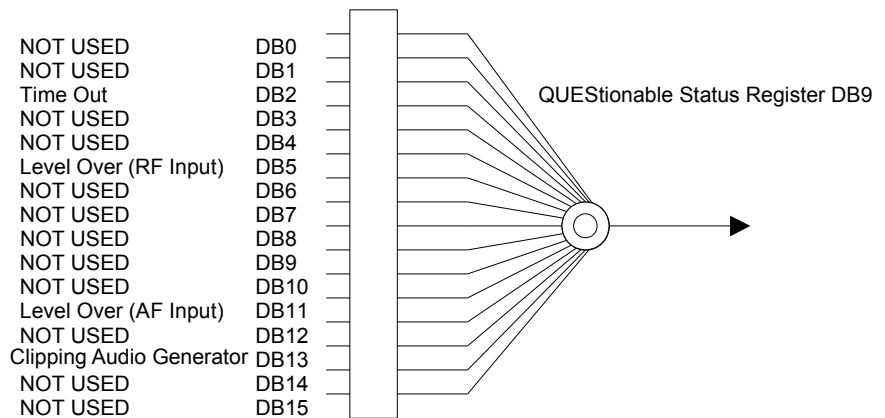 NOT USED DB0
NOT USED DB1
Time Out DB2
QUEStionable Status Register DB9
NOT USED DB3
NOT USED DB4
Level Over (RF Input) DB5
NOT USED DB6
NOT USED DB7
NOT USED DB8
NOT USED DB9
NOT USED DB10
Level Over (AF Input) DB11
NOT USED DB12
Clipping Audio Generator DB13
NOT USED DB14
NOT USED DB15